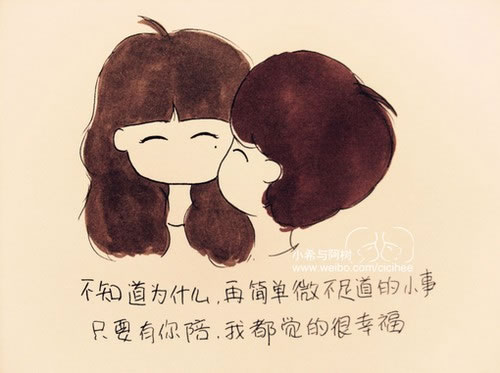 小希与阿树
www.weibo.com/cicihee
不知道为什么，再简单微不足道的小事
只要有你陪，我都觉的很幸福